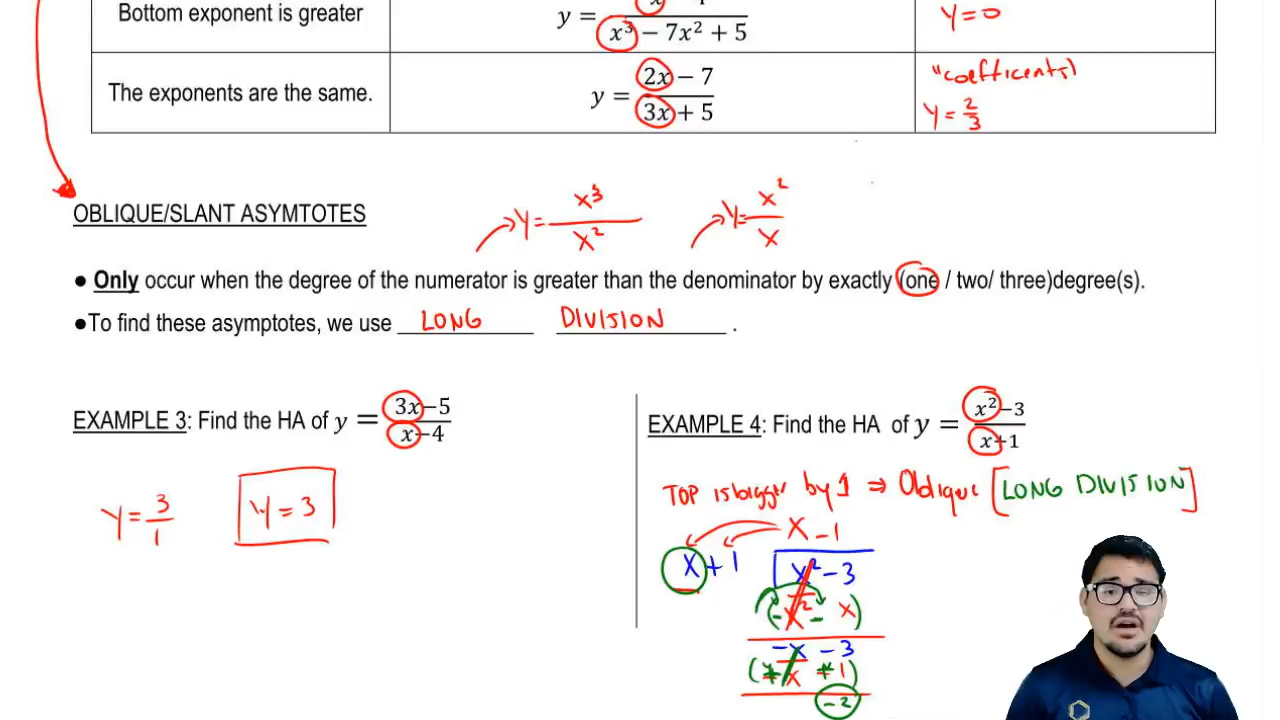 Bottom exponent is greater
y = x³ − 7x² + 5
Y = 0
The exponents are the same.
y = 2x − 7 / 3x + 5
"coefficents)
Y = 2/3
OBLIQUE/SLANT ASYMTOTES
Y = x³ / x²
Y = x² / x
● Only occur when the degree of the numerator is greater than the denominator by exactly (one / two/ three)degree(s).
●To find these asymptotes, we use LONG DIVISION .
EXAMPLE 3: Find the HA of y = 3x−5 / x−4
Y = 3/1
Y = 3
EXAMPLE 4: Find the HA of y = x²−3 / x+1
TOP is bigger by 1 ⇒ Oblique [LONG DIVISION]
x − 1
x + 1
x² − 3
(- x² - x)
-x - 3
(+ x + 1)
-2